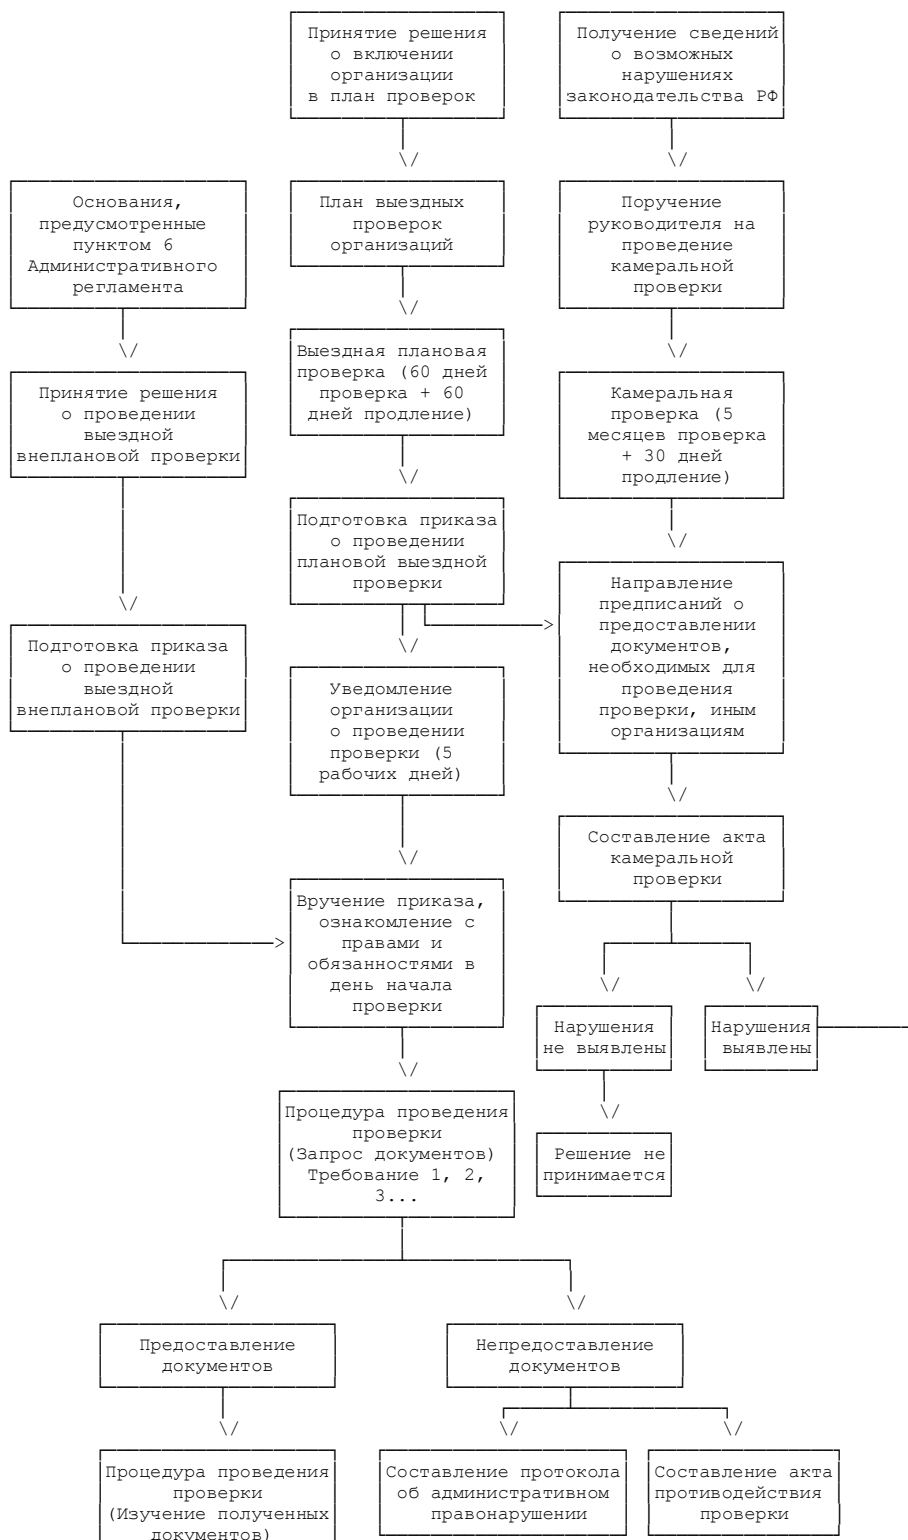 Принятие решения
о включении
организации
в план проверок
Получение сведений
о возможных
нарушениях
законодательства РФ
Основания,
предусмотренные
пунктом 6
Административного
регламента
План выездных
проверок
организаций
Поручение
руководителя на
проведение
камеральной
проверки
Принятие решения
о проведении
выездной
внеплановой проверки
Выездная плановая
проверка (60 дней
проверка + 60
дней продление)
Камеральная
проверка (5
месяцев проверка
+ 30 дней
продление)
Подготовка приказа
о проведении
плановой выездной
проверки
Направление
предписаний о
предоставлении
документов,
необходимых для
проведения
проверки, иным
организациям
Подготовка приказа
о проведении
выездной
внеплановой проверки
Уведомление
организации
о проведении
проверки (5
рабочих дней)
Составление акта
камеральной
проверки
Вручение приказа,
ознакомление с
правами и
обязанностями в
день начала
проверки
Нарушения
не выявлены
Нарушения
выявлены
Процедура проведения
проверки
(Запрос документов)
Требование 1, 2,
3...
Решение не
принимается
Предоставление
документов
Непредоставление
документов
Процедура проведения
проверки
(Изучение полученных
документов)
Составление протокола
об административном
правонарушении
Составление акта
противодействия
проверки